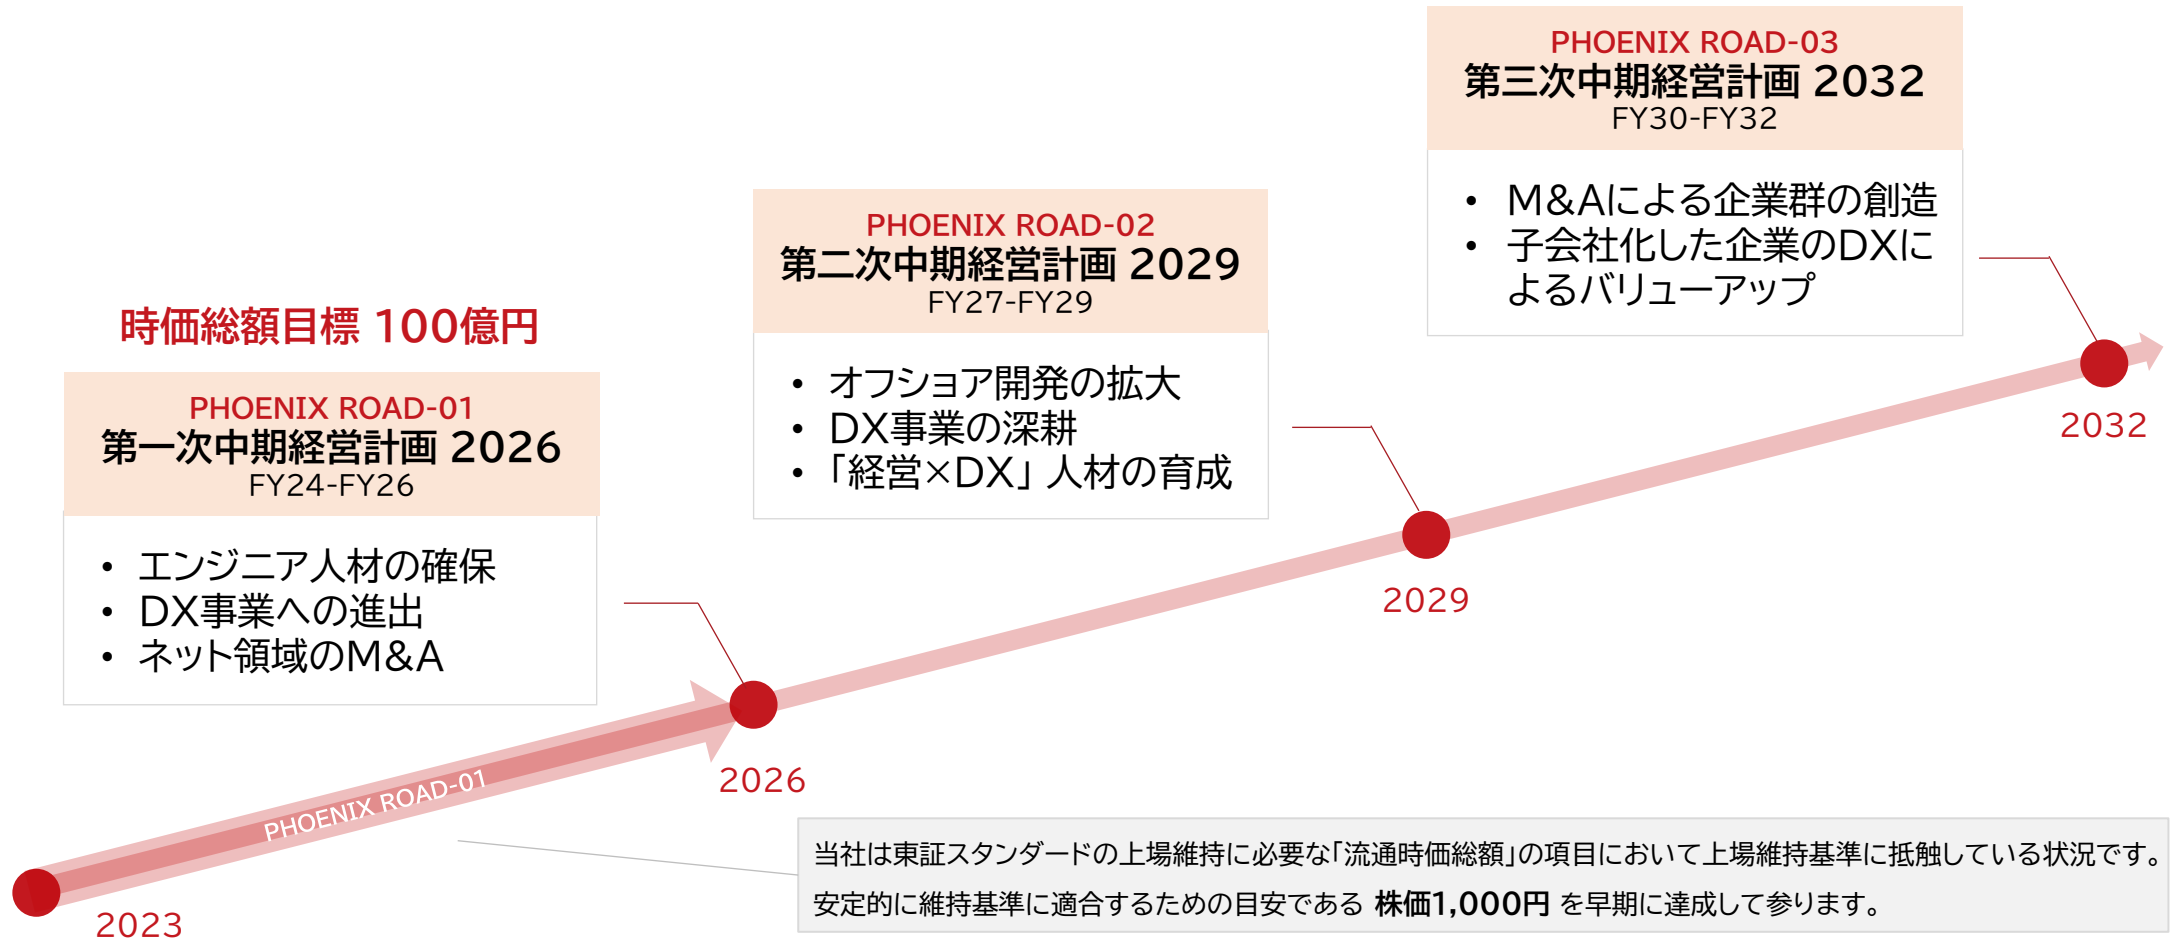 時価総額目標 100億円
PHOENIX ROAD-01
第一次中期経営計画 2026
FY24-FY26
• エンジニア人材の確保
• DX事業への進出
• ネット領域のM&A
PHOENIX ROAD-02
第二次中期経営計画 2029
FY27-FY29
• オフショア開発の拡大
• DX事業の深耕
• 「経営×DX」 人材の育成
PHOENIX ROAD-03
第三次中期経営計画 2032
FY30-FY32
• M&Aによる企業群の創造
• 子会社化した企業のDXに
よるバリューアップ
PHOENIX ROAD-01
2023
2026
2029
2032
当社は東証スタンダードの上場維持に必要な「流通時価総額」の項目において上場維持基準に抵触している状況です。
安定的に維持基準に適合するための目安である 株価1,000円 を早期に達成して参ります。